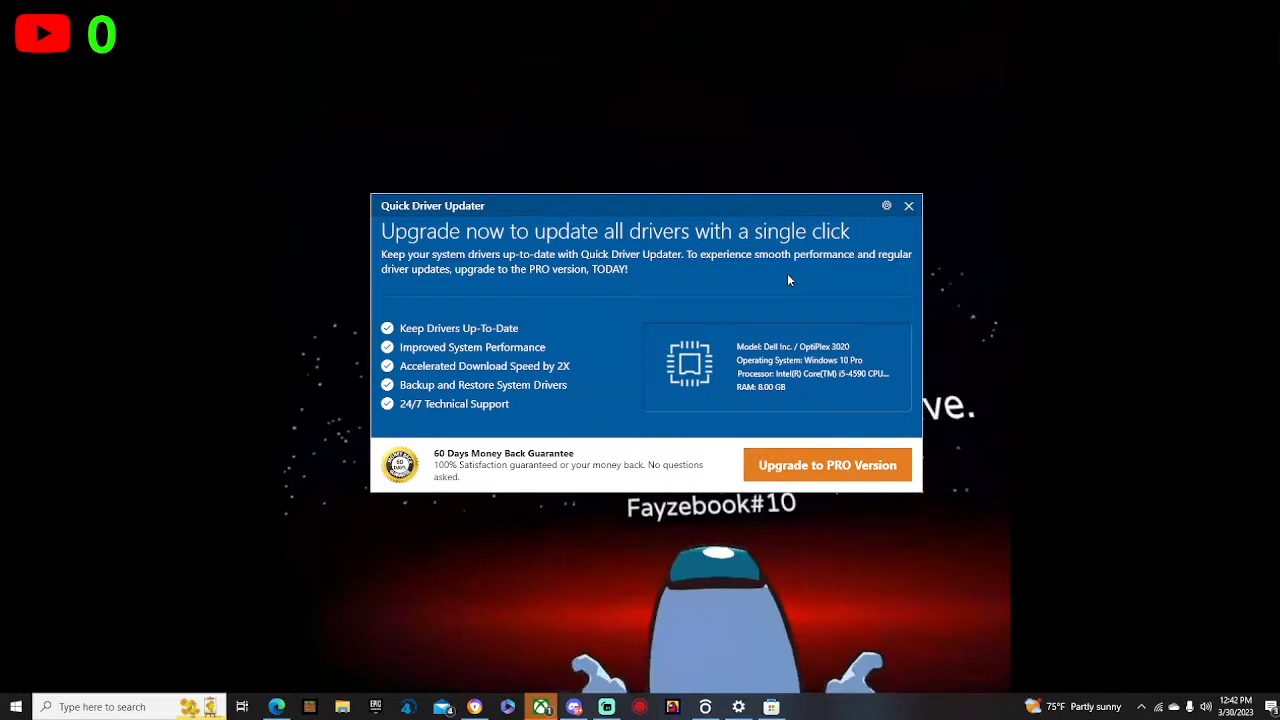 0
Quick Driver Updater
Upgrade now to update all drivers with a single click
Keep your system drivers up-to-date with Quick Driver Updater. To experience smooth performance and regular
driver updates, upgrade to the PRO version, TODAY!
Keep Drivers Up-To-Date
Improved System Performance
Accelerated Download Speed by 2X
Backup and Restore System Drivers
24/7 Technical Support
Model: Dell Inc. / OptiPlex 3020
Operating System: Windows 10 Pro
Processor: Intel(R) Core(TM) i5-4590 CPU...
RAM: 8.00 GB
ve.
60 DAYS
60 Days Money Back Guarantee
100% Satisfaction guaranteed or your money back. No questions
asked.
Upgrade to PRO Version
Fayzebook#10
Type here to search
EPIC
4
1
75°F Partly sunny
12:42 PM
3/30/2023